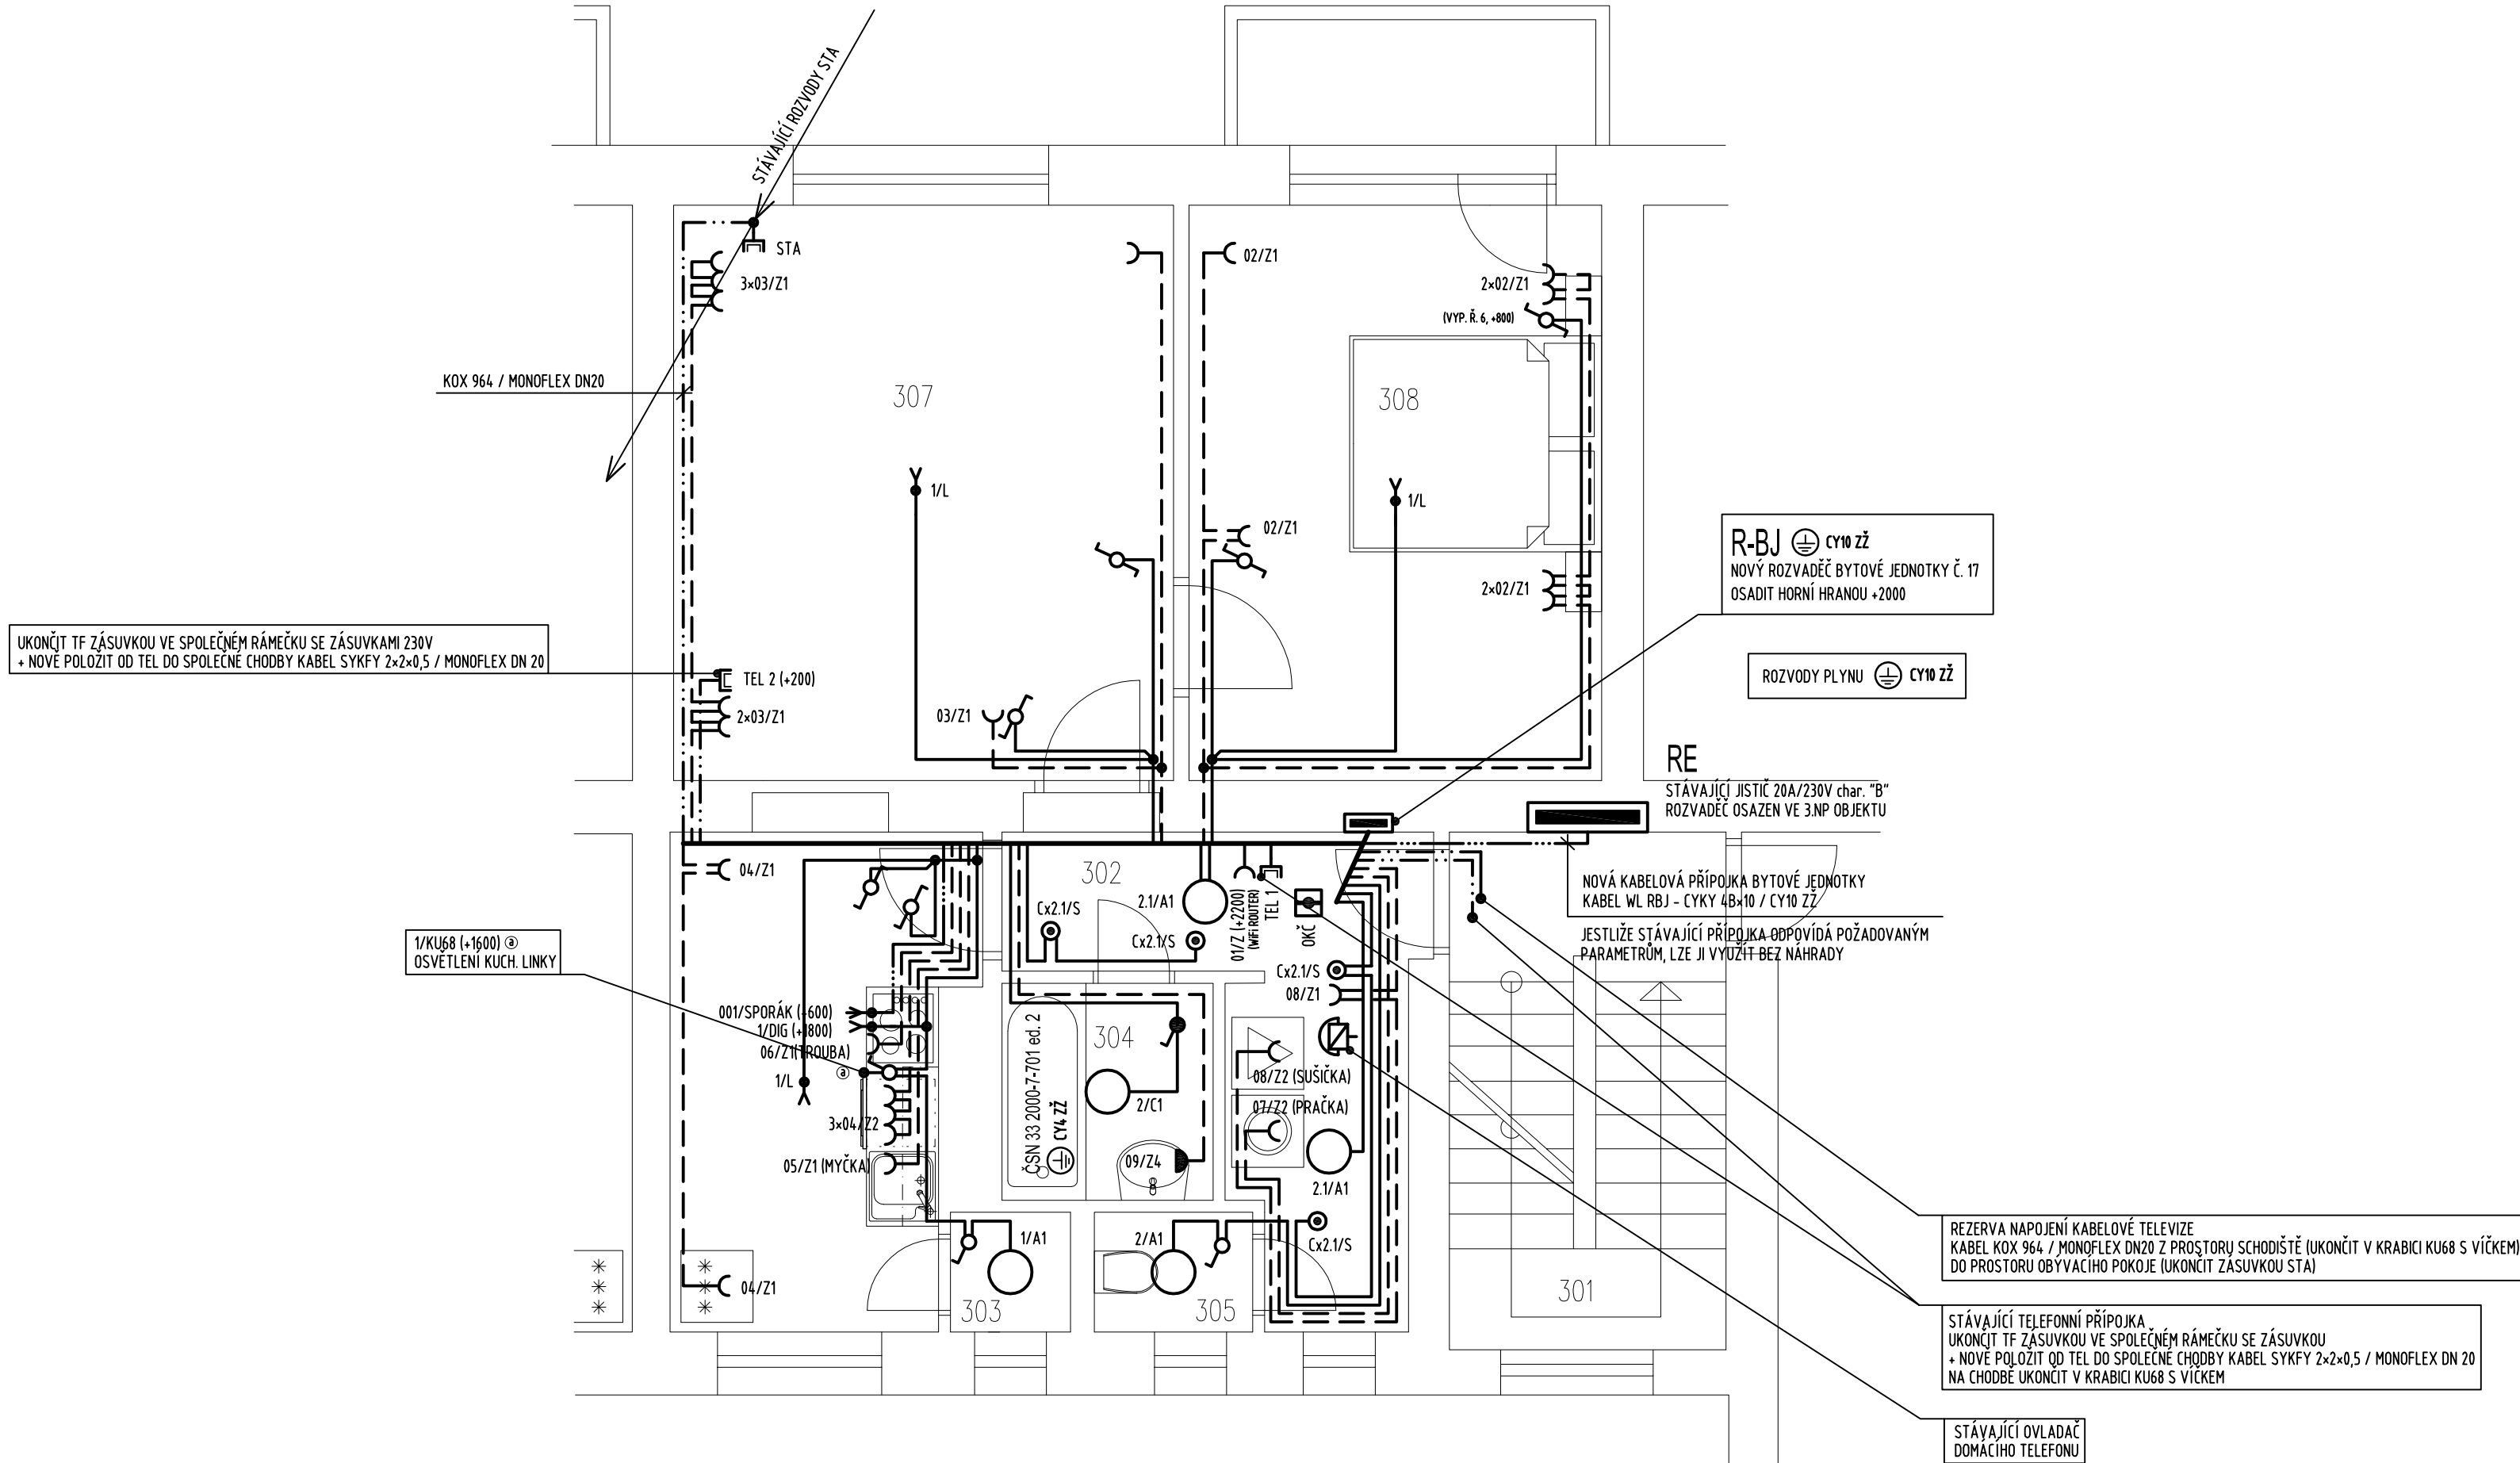 STÁVAJÍCÍ ROZVODY STA
STA
3×03/Z1
02/Z1
2×02/Z1
(VYP. Ř. 6, +800)
KOX 964 / MONOFLEX DN20
307
308
1/L
1/L
02/Z1
2×02/Z1
R-BJ CY10 ZŽ
NOVÝ ROZVADĚČ BYTOVÉ JEDNOTKY Č. 17
OSADIT HORNÍ HRANOU +2000
UKONČIT TF ZÁSUVKOU VE SPOLEČNÉM RÁMEČKU SE ZÁSUVKAMI 230V
+ NOVĚ POLOŽIT OD TEL DO SPOLEČNÉ CHODBY KABEL SYKFY 2×2×0,5 / MONOFLEX DN 20
TEL 2 (+200)
2×03/Z1
03/Z1
ROZVODY PLYNU CY10 ZŽ
RE
STÁVAJÍCÍ JISTIČ 20A/230V char. "B"
ROZVADĚČ OSAZEN VE 3.NP OBJEKTU
04/Z1
302
2.1/A1
Cx2.1/S
Cx2.1/S
01/Z (+2200)
(WiFi ROUTER)
TEL 1
OKČ
NOVÁ KABELOVÁ PŘÍPOJKA BYTOVÉ JEDNOTKY
KABEL WL RBJ - CYKY 4B×10 / CY10 ZŽ
JESTLIŽE STÁVAJÍCÍ PŘÍPOJKA ODPOVÍDÁ POŽADOVANÝM
PARAMETRŮM, LZE JI VYUŽÍT BEZ NÁHRADY
1/KU68 (+1600) ⓐ
OSVĚTLENÍ KUCH. LINKY
Cx2.1/S
08/Z1
001/SPORÁK (+600)
1/DIG (+1800)
06/Z1(TROUBA)
ⓐ
1/L
3×04/Z2
05/Z1 (MYČKA)
ČSN 33 2000-7-701 ed. 2
CY4 ZŽ
304
2/C1
09/Z4
08/Z2 (SUŠIČKA)
07/Z2 (PRAČKA)
2.1/A1
Cx2.1/S
1/A1
2/A1
04/Z1
303
305
301
REZERVA NAPOJENÍ KABELOVÉ TELEVIZE
KABEL KOX 964 / MONOFLEX DN20 Z PROSTORU SCHODIŠTĚ (UKONČIT V KRABICI KU68 S VÍČKEM)
DO PROSTORU OBÝVACÍHO POKOJE (UKONČIT ZÁSUVKOU STA)
STÁVAJÍCÍ TELEFONNÍ PŘÍPOJKA
UKONČIT TF ZÁSUVKOU VE SPOLEČNÉM RÁMEČKU SE ZÁSUVKOU
+ NOVĚ POLOŽIT OD TEL DO SPOLEČNÉ CHODBY KABEL SYKFY 2×2×0,5 / MONOFLEX DN 20
NA CHODBĚ UKONČIT V KRABICI KU68 S VÍČKEM
STÁVAJÍCÍ OVLADAČ
DOMÁCÍHO TELEFONU